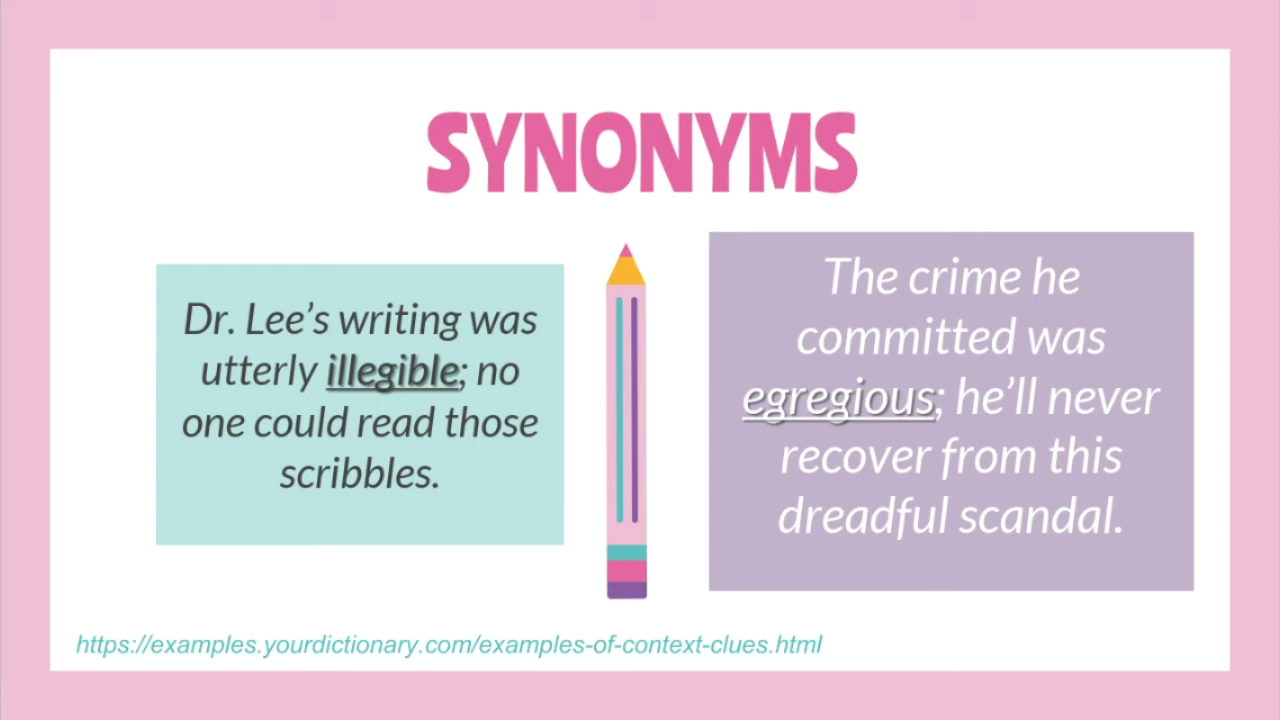 SYNONYMS
Dr. Lee’s writing was
utterly illegible; no
one could read those
scribbles.
The crime he
committed was
egregious; he’ll never
recover from this
dreadful scandal.
https://examples.yourdictionary.com/examples-of-context-clues.html